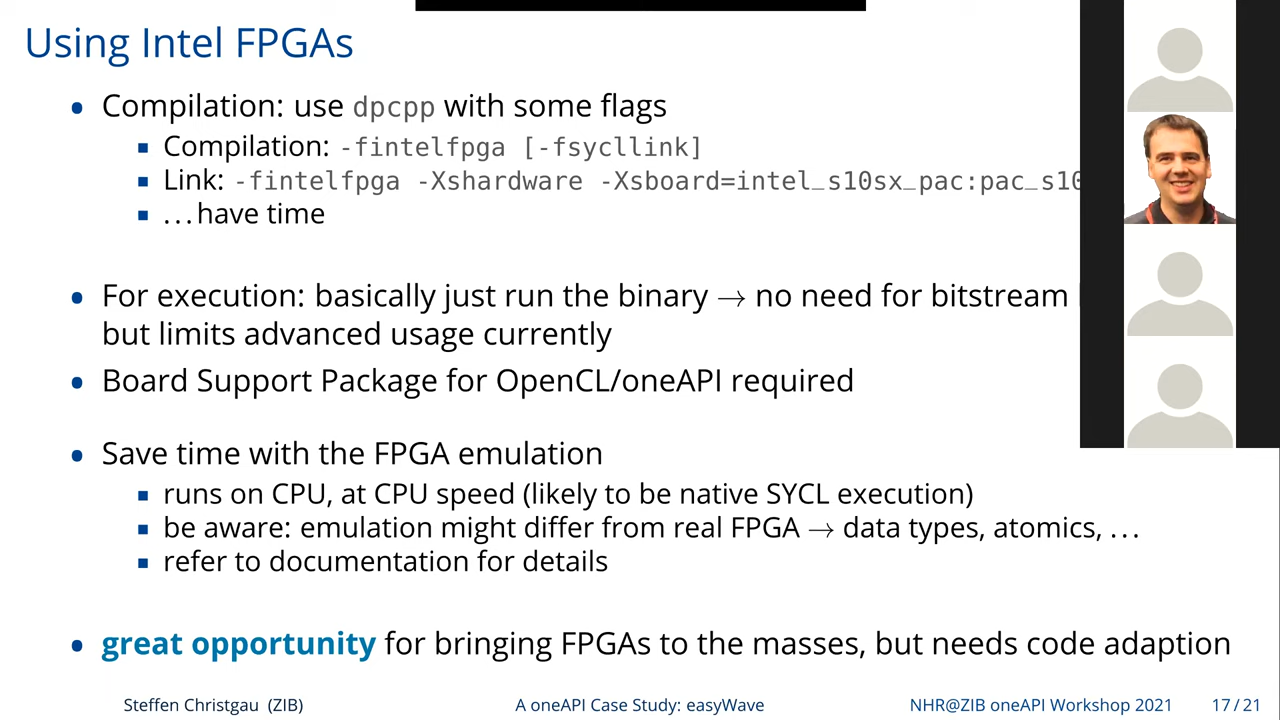 Using Intel FPGAs
• Compilation: use dpcpp with some flags
▪ Compilation: -fintelfpga [-fsycllink]
▪ Link: -fintelfpga -Xshardware -Xsboard=intel_s10sx_pac:pac_s10
▪ ...have time
• For execution: basically just run the binary → no need for bitstream
but limits advanced usage currently
• Board Support Package for OpenCL/oneAPI required
• Save time with the FPGA emulation
▪ runs on CPU, at CPU speed (likely to be native SYCL execution)
▪ be aware: emulation might differ from real FPGA → data types, atomics, ...
▪ refer to documentation for details
• great opportunity for bringing FPGAs to the masses, but needs code adaption
Steffen Christgau (ZIB) A oneAPI Case Study: easyWave NHR@ZIB oneAPI Workshop 2021 17/21